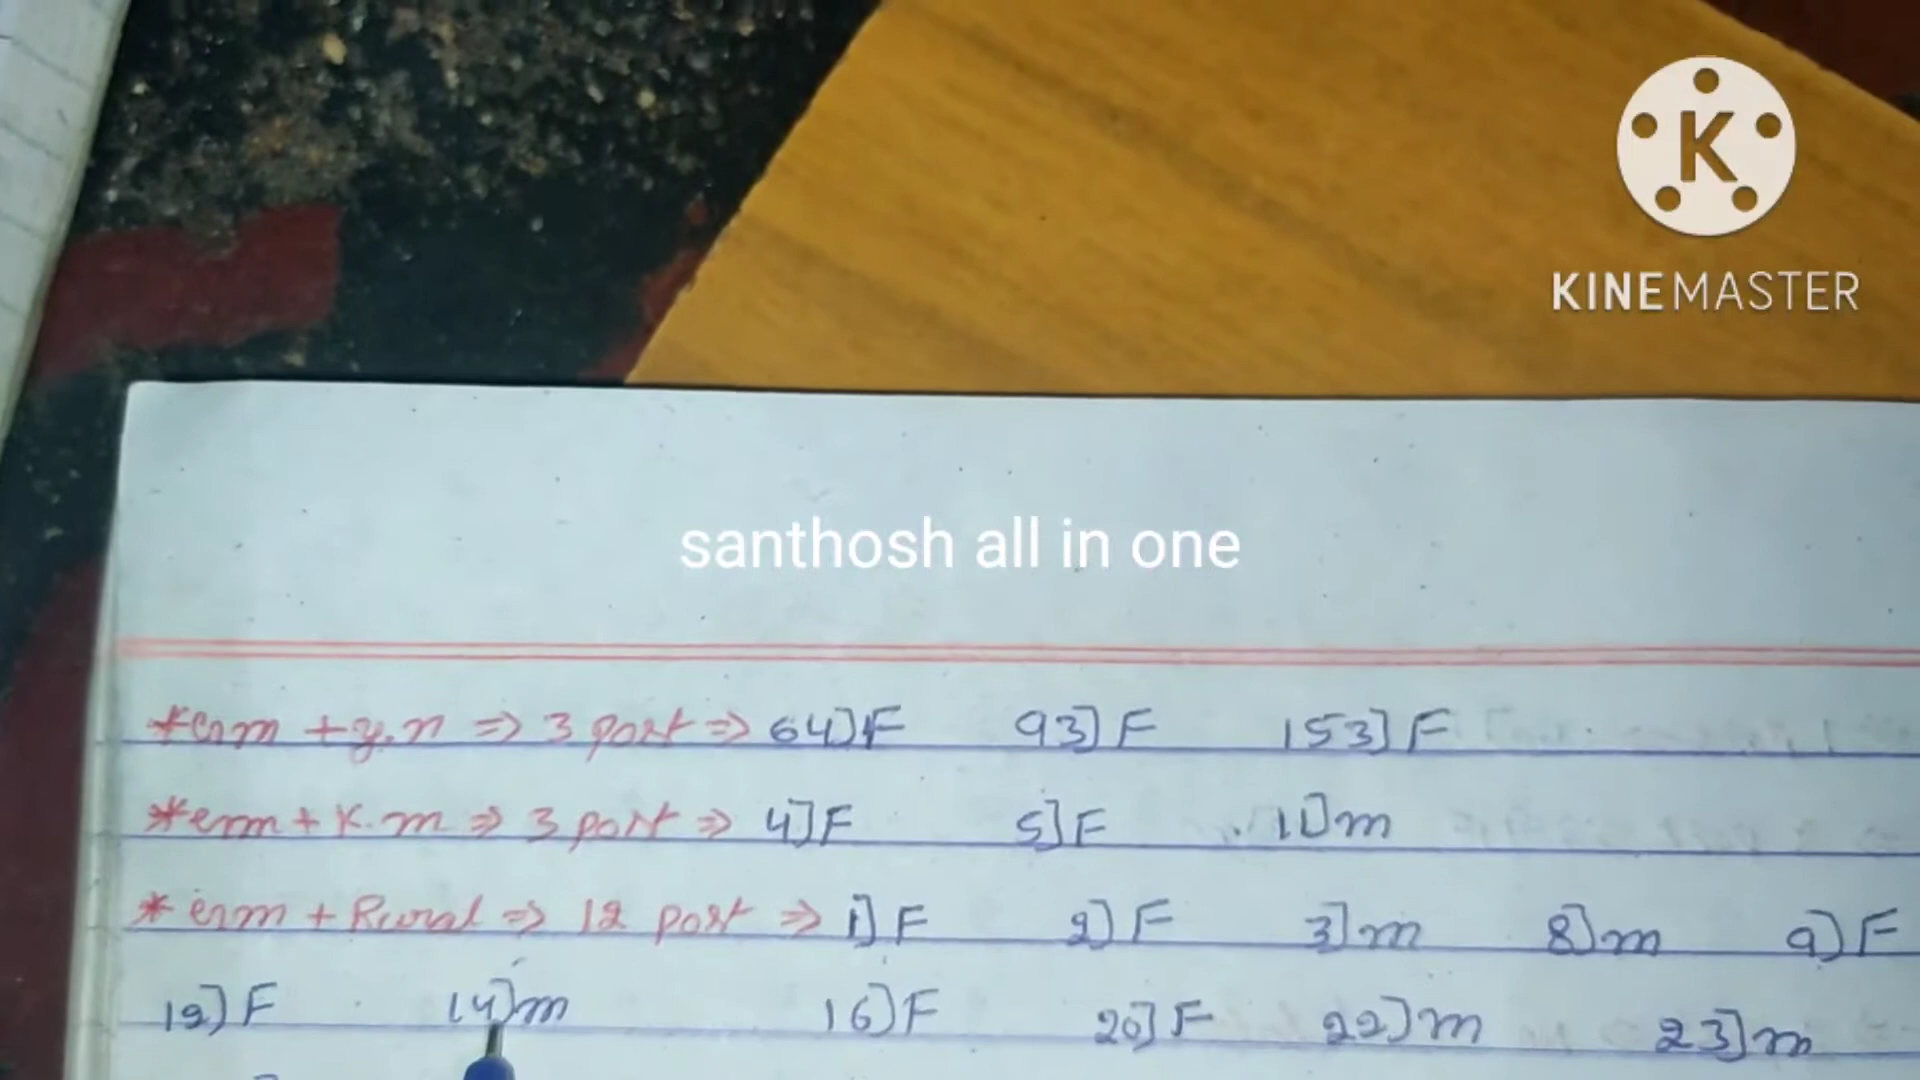 K
KINEMASTER
santhosh all in one
*erm + y.n => 3 post => 64]F 93]F 153]F
*erm + K.m => 3 post => 4]F 5]F 11]m
*erm + Rural => 12 post => 1]F 2]F 3]m 8]m 9]F
12]F 14]m 16]F 20]F 22]m 23]m